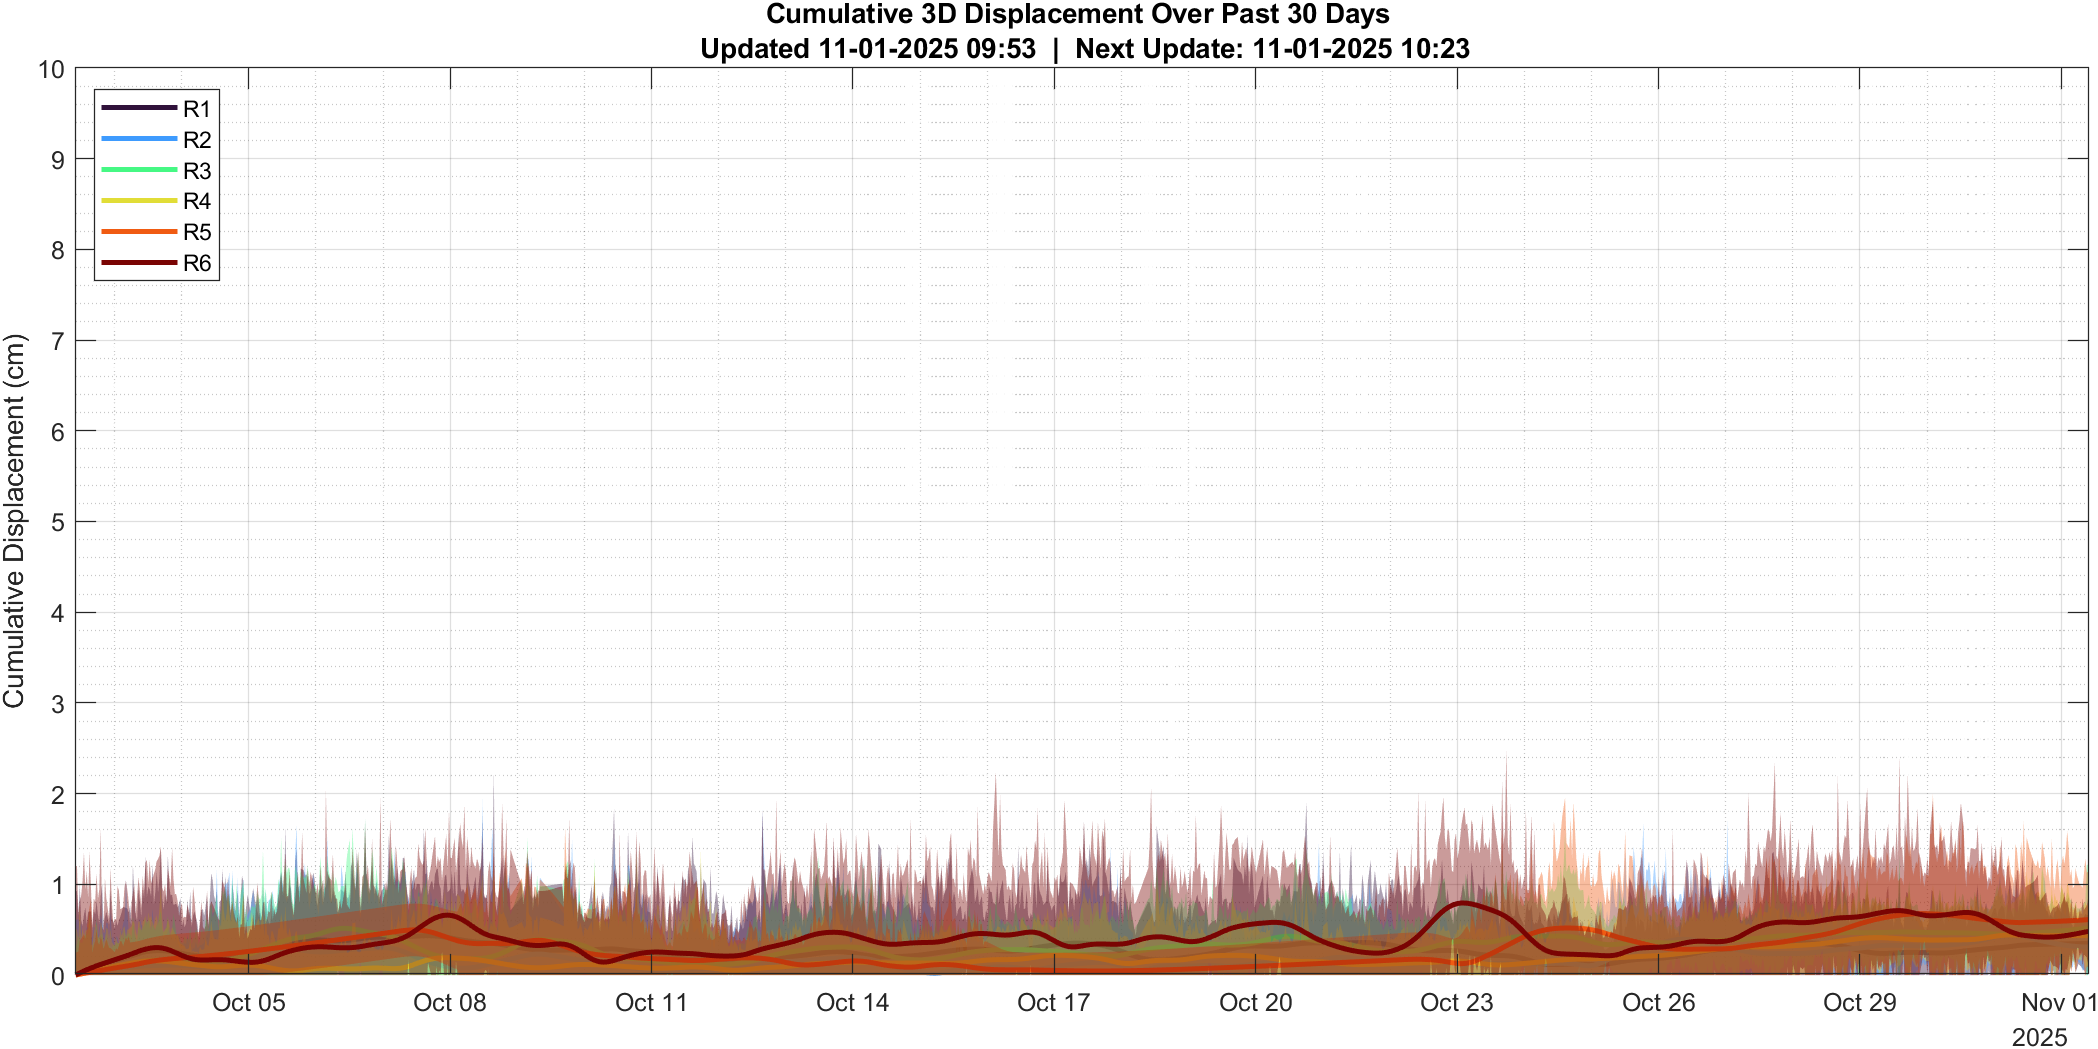 Cumulative 3D Displacement Over Past 30 Days
Updated 11-01-2025 09:53 | Next Update: 11-01-2025 10:23
Cumulative Displacement (cm)
10
9
8
7
6
5
4
3
2
1
0
R1
R2
R3
R4
R5
R6
Oct 05 Oct 08 Oct 11 Oct 14 Oct 17 Oct 20 Oct 23 Oct 26 Oct 29 Nov 01
2025